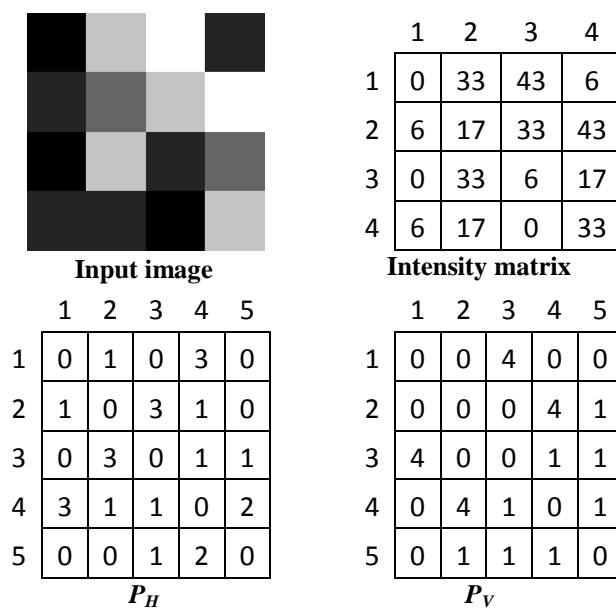 1 2 3 4
1 0 33 43 6
2 6 17 33 43
3 0 33 6 17
4 6 17 0 33
Input image
Intensity matrix
1 2 3 4 5
1 0 1 0 3 0
2 1 0 3 1 0
3 0 3 0 1 1
4 3 1 1 0 2
5 0 0 1 2 0
P_H
1 2 3 4 5
1 0 0 4 0 0
2 0 0 0 4 1
3 4 0 0 1 1
4 0 4 1 0 1
5 0 1 1 1 0
P_V